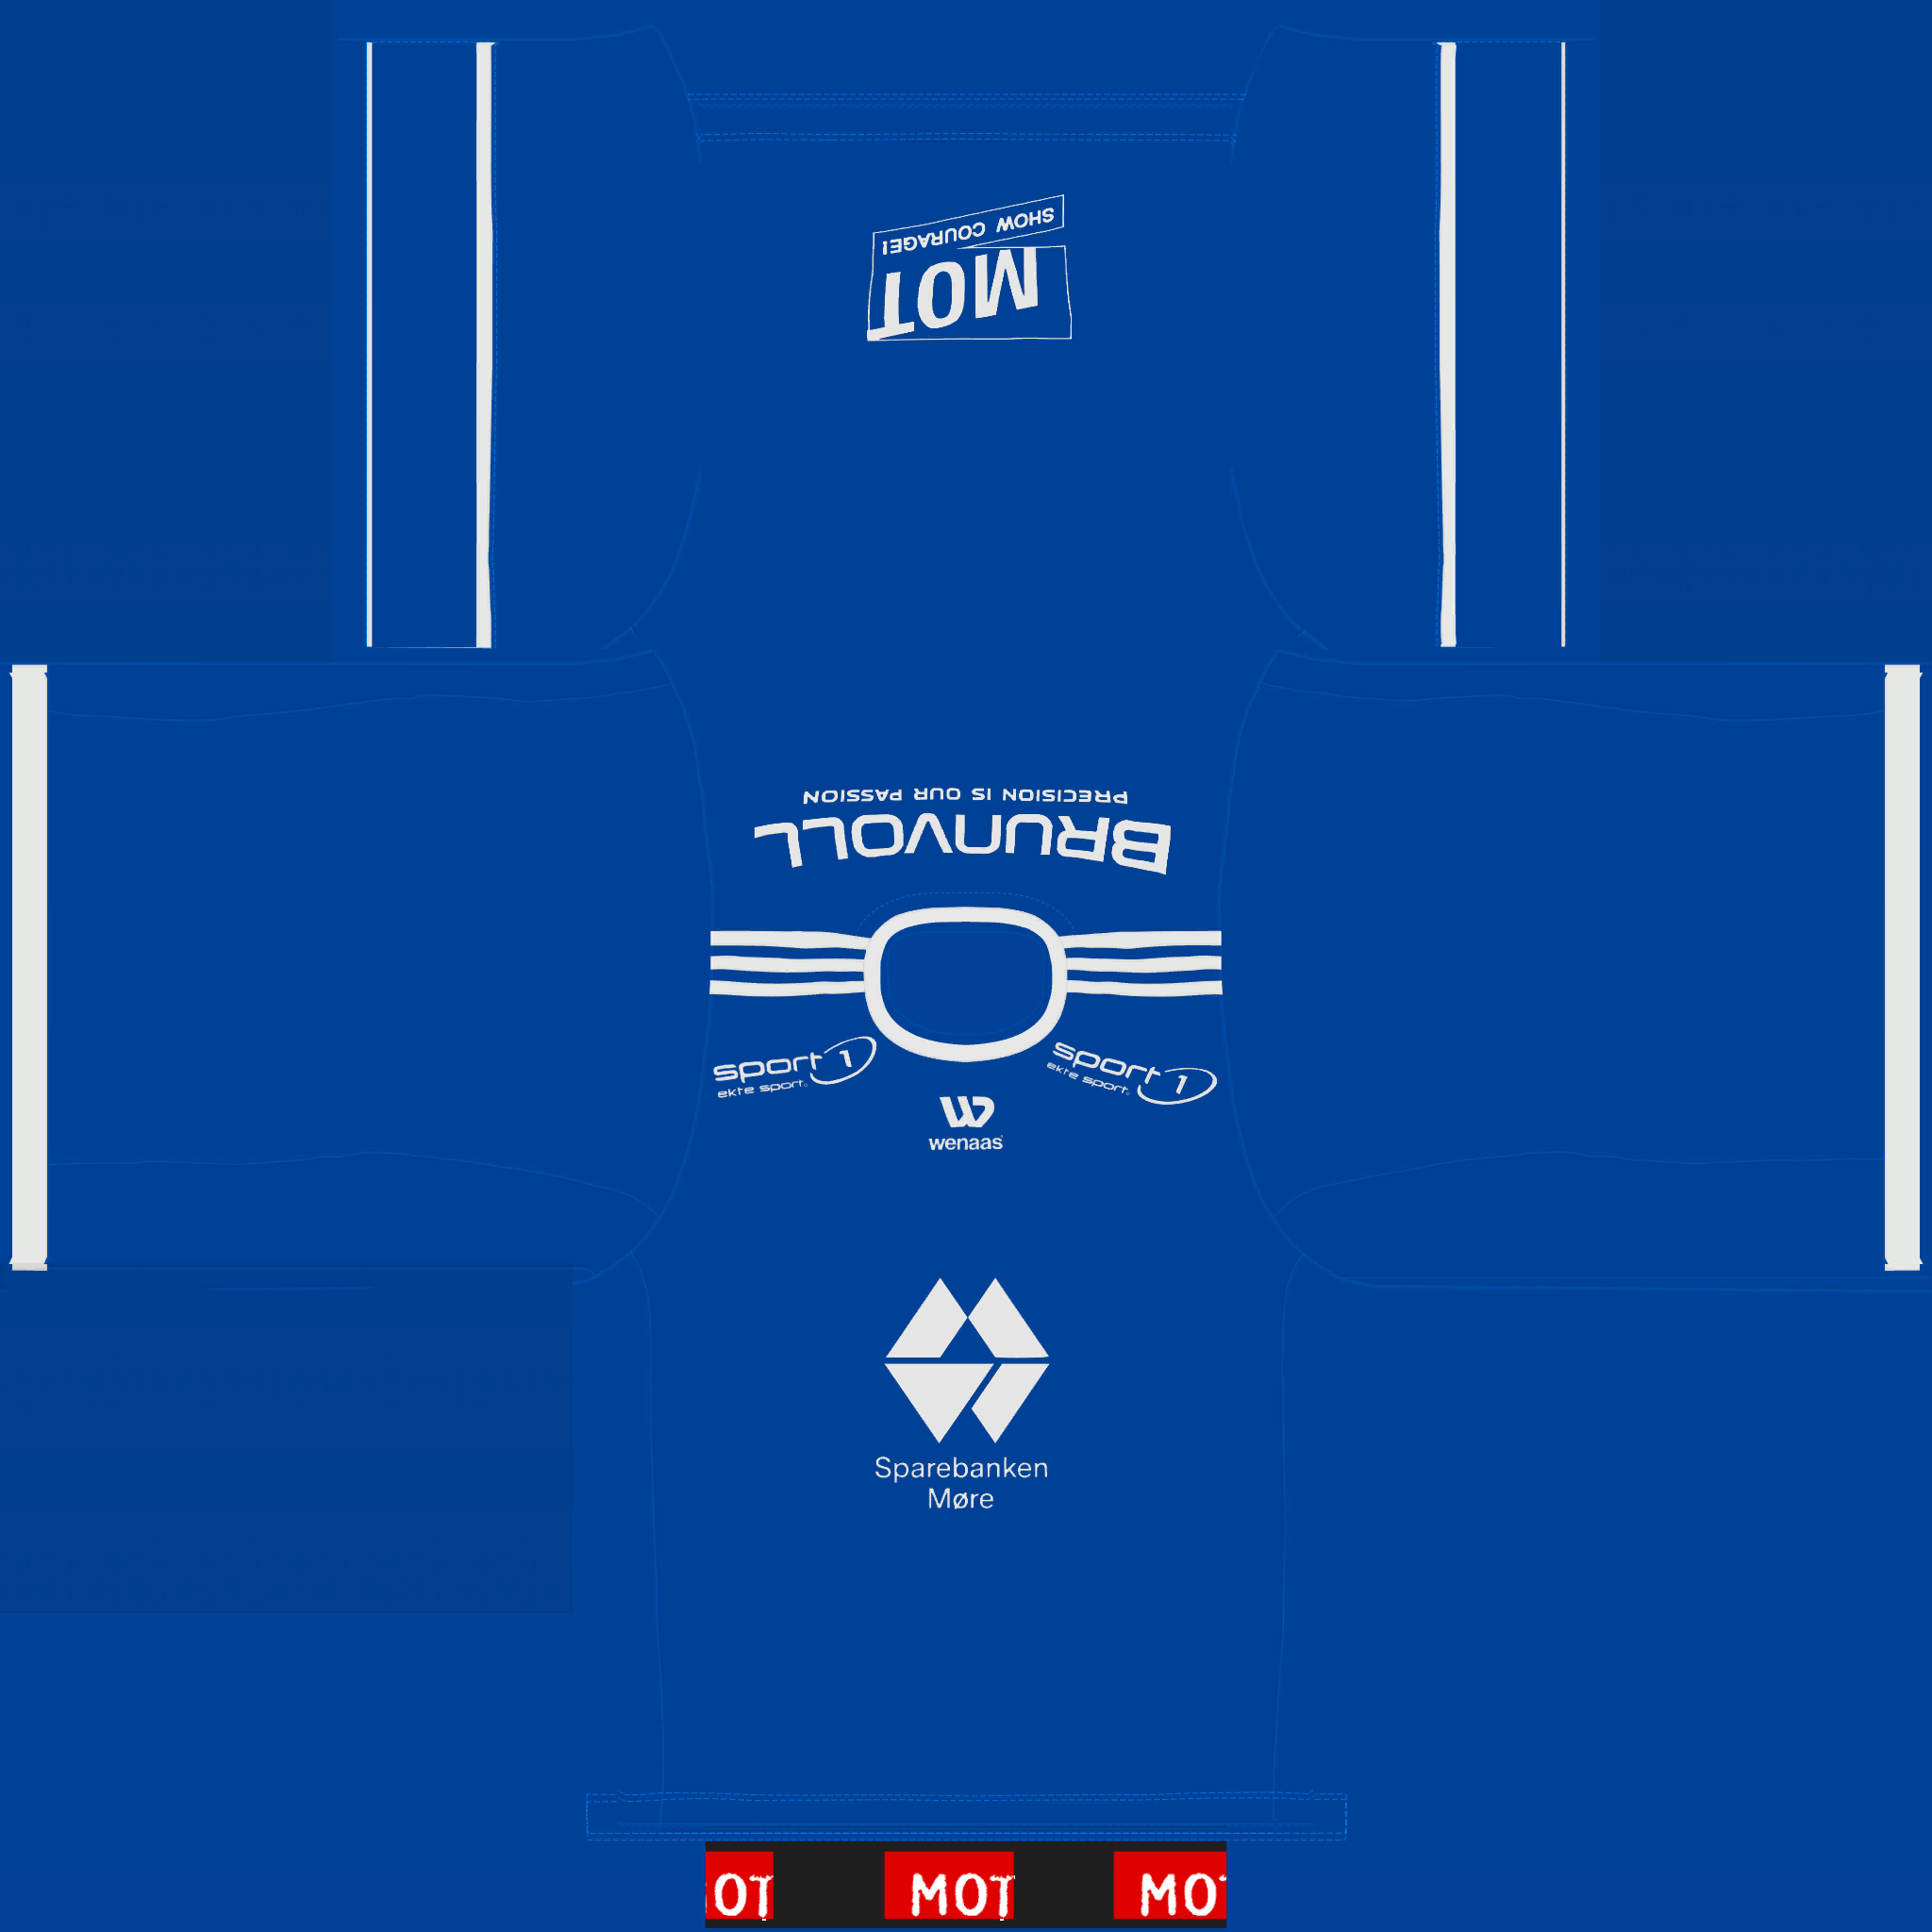 SHOW COURAGE!
MOT
PRECISION IS OUR PASSION
BRUNVOLL
sport 1
ekte sport
sport 1
ekte sport
wenaas
Sparebanken
Møre
OT
MOT
MO